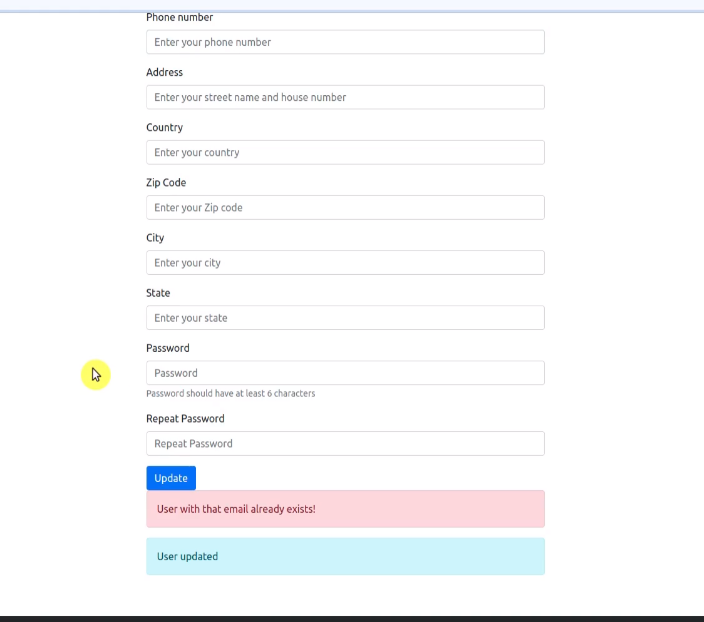 Phone number
Enter your phone number
Address
Enter your street name and house number
Country
Enter your country
Zip Code
Enter your Zip code
City
Enter your city
State
Enter your state
Password
Password
Password should have at least 6 characters
Repeat Password
Repeat Password
Update
User with that email already exists!
User updated